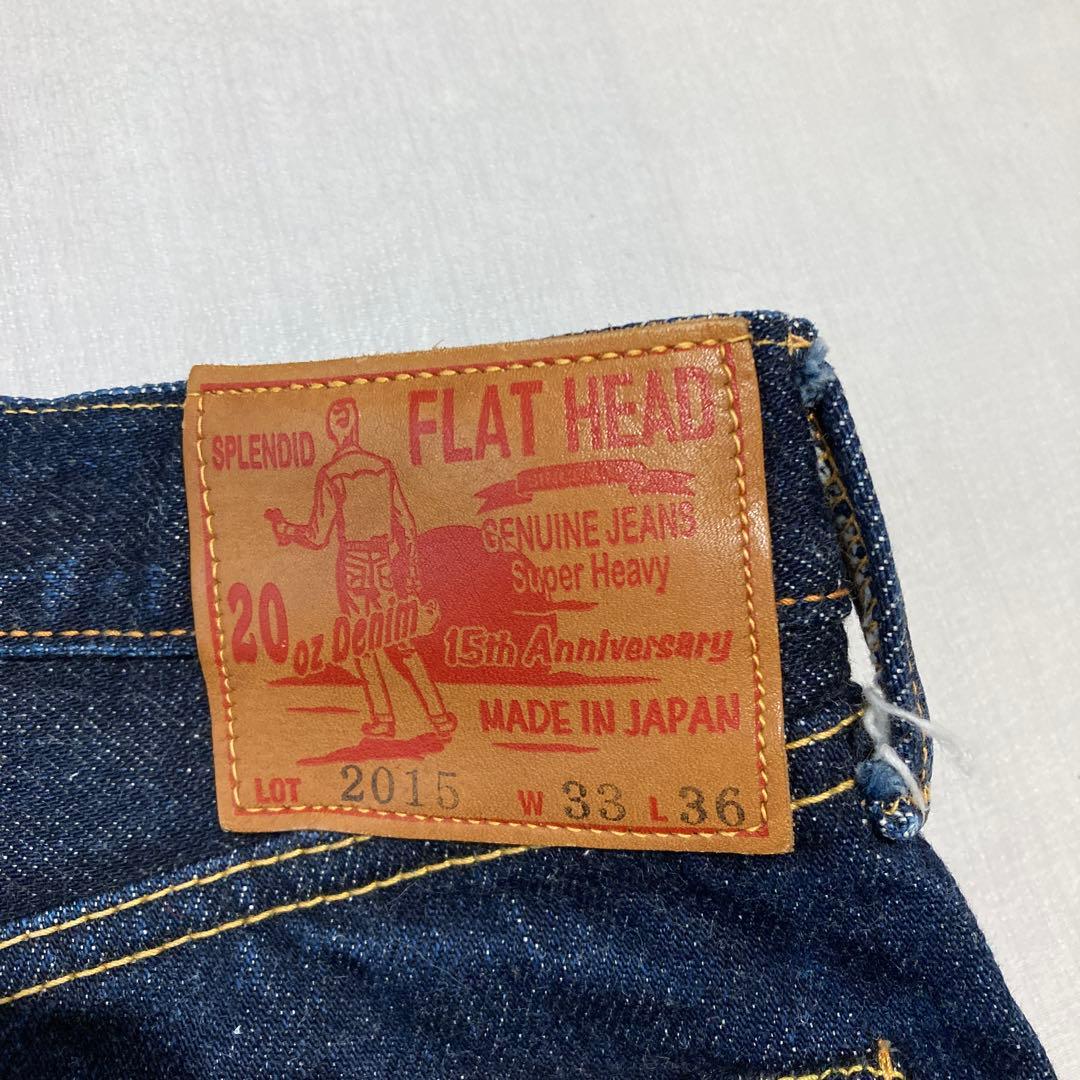 FLAT HEAD
SPLENDID
GENUINE JEANS
Super Heavy
20 oz Denim
15th Anniversary
MADE IN JAPAN
LOT 2015 W 33 L 36